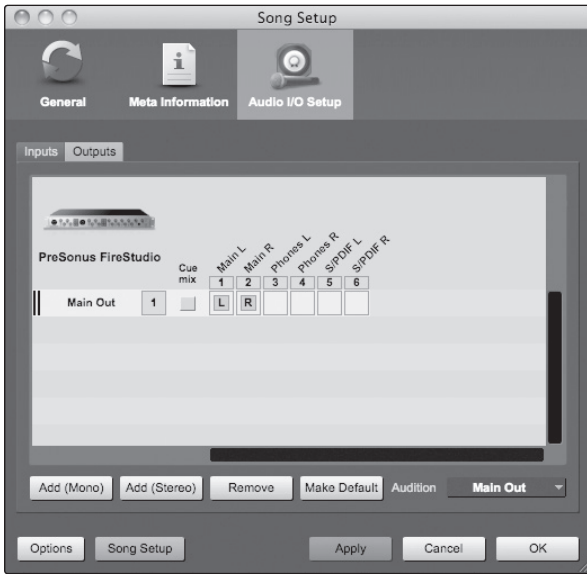 Song Setup
General Meta Information Audio I/O Setup
Inputs Outputs
PreSonus FireStudio
Cue mix
Main L Main R Phones L Phones R S/PDIF L S/PDIF R
1 2 3 4 5 6
Main Out 1 L R
Add (Mono) Add (Stereo) Remove Make Default Audition Main Out
Options Song Setup Apply Cancel OK